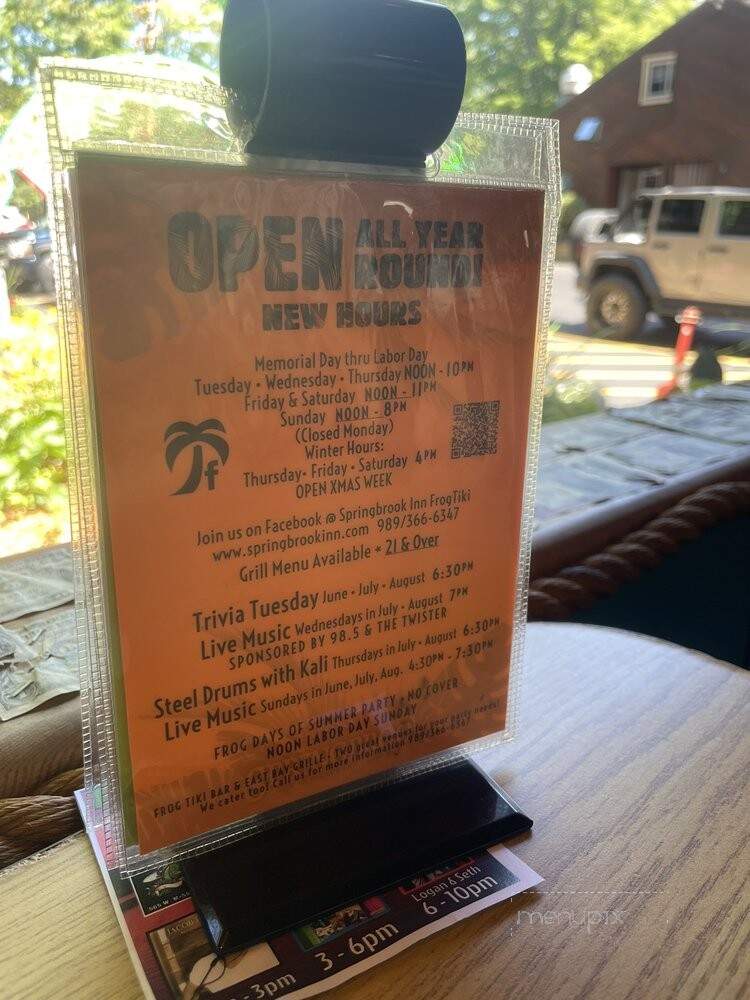 OPEN ALL YEAR ROUND!
NEW HOURS
Memorial Day thru Labor Day
Tuesday • Wednesday • Thursday NOON - 10PM
Friday & Saturday NOON - 11PM
Sunday NOON - 8PM
(Closed Monday)
Winter Hours:
Thursday • Friday • Saturday 4PM
OPEN XMAS WEEK
f
Join us on Facebook @ Springbrook Inn FrogTiki
www.springbrookinn.com 989/366-6347
Grill Menu Available * 21 & Over
Trivia Tuesday June • July • August 6:30PM
Live Music Wednesdays in July • August 7PM
SPONSORED BY 98.5 & THE TWISTER
Steel Drums with Kali Thursdays in July • August 6:30PM
Live Music Sundays in June, July, Aug. 4:30PM - 7:30PM
FROG DAYS OF SUMMER PARTY • NO COVER
NOON LABOR DAY SUNDAY
FROG TIKI BAR & EAST BAY GRILLE • Two great venues for your party needs!
We cater too! Call us for more information 989/366-6347
JACOB
Logan & Seth
3pm
3 - 6pm
6 - 10pm
menupix